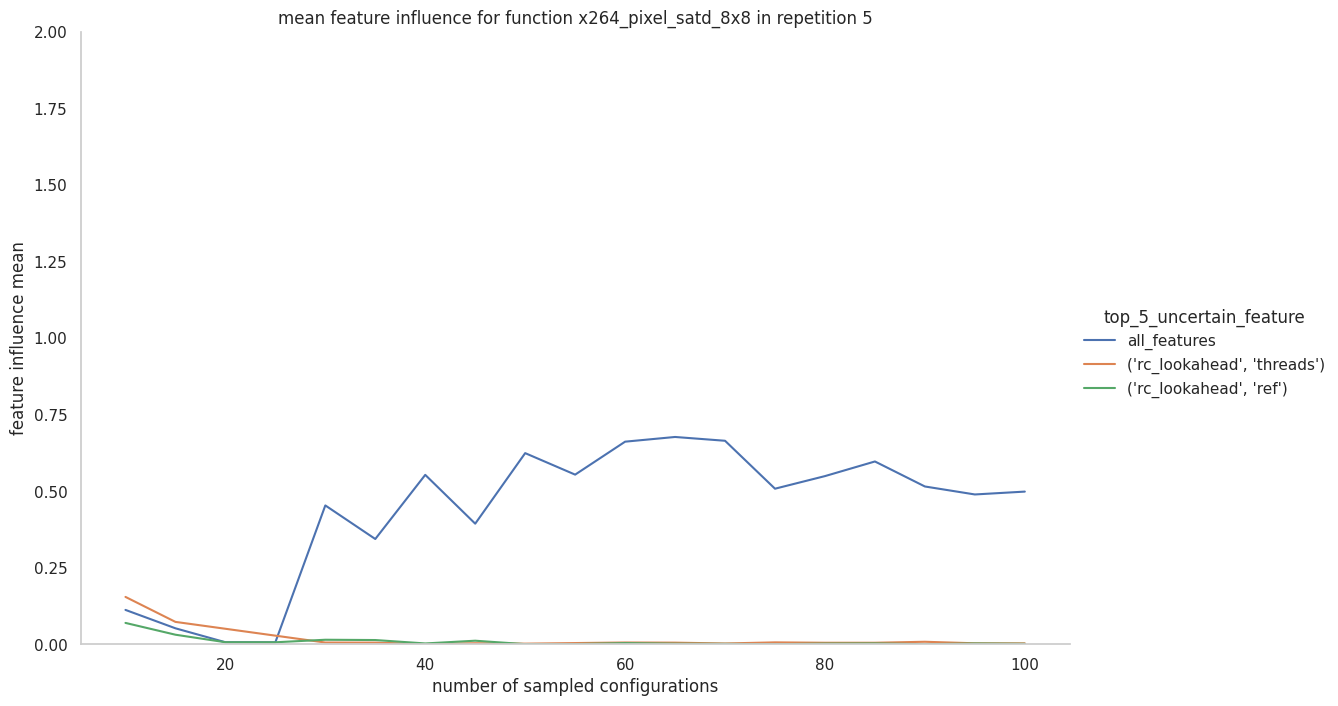 mean feature influence for function x264_pixel_satd_8x8 in repetition 5
2.00
1.75
1.50
1.25
1.00
0.75
0.50
0.25
0.00
feature influence mean
20
40
60
80
100
number of sampled configurations
top_5_uncertain_feature
all_features
('rc_lookahead', 'threads')
('rc_lookahead', 'ref')